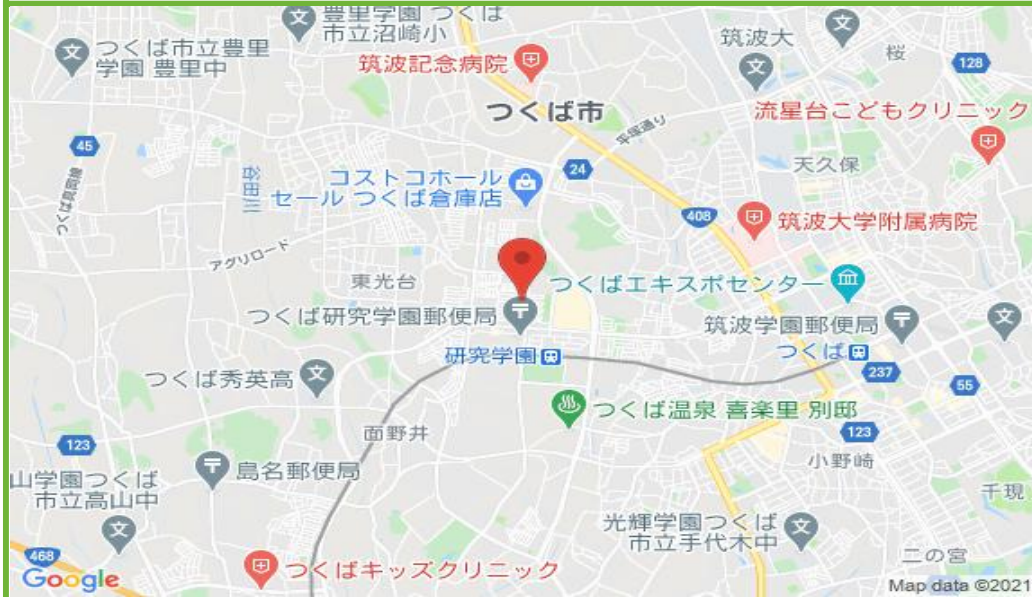 豊里学園 つくば
市立沼崎小
つくば市立豊里
学園 豊里中
筑波大
桜
筑波記念病院
128
つくば市
平塚通り
流星台こどもクリニック
45
24
谷田川
つくば真岡線
コストコホール
セール つくば倉庫店
天久保
408
筑波大学附属病院
アグリロード
東光台
つくばエキスポセンター
つくば研究学園郵便局
筑波学園郵便局
研究学園
つくば
237
つくば秀英高
55
つくば温泉 喜楽里 別邸
面野井
123
123
小野崎
島名郵便局
山学園つくば
市立高山中
千現
光輝学園つくば
市立手代木中
468
二の宮
つくばキッズクリニック
Google
Map data ©2021